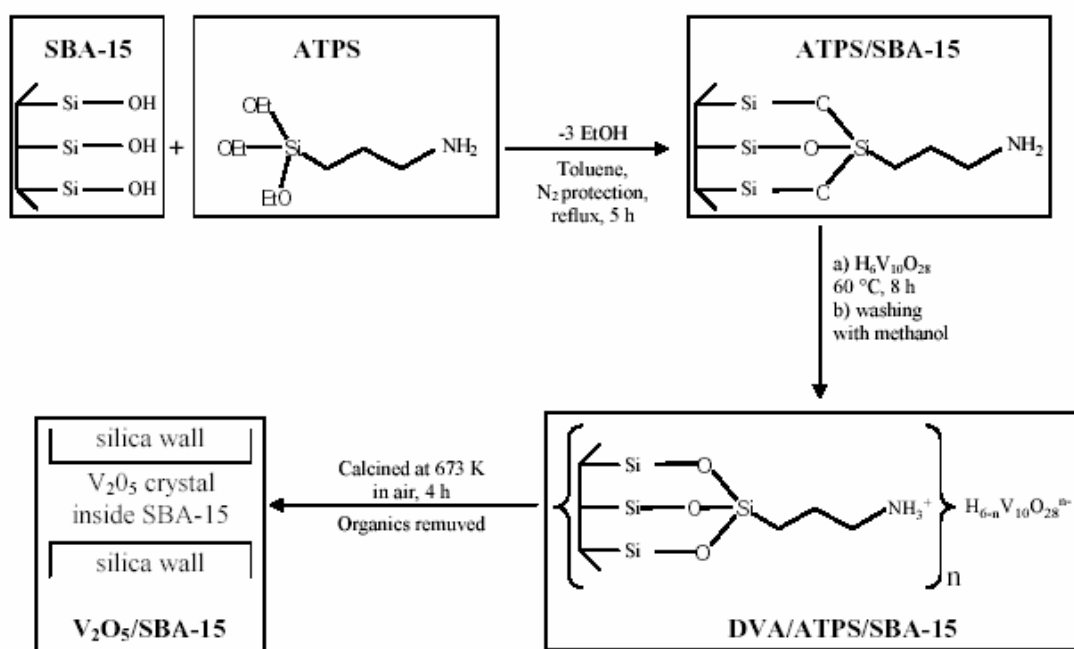 SBA-15
Si OH
Si OH
Si OH
+
ATPS
OEt
OEt Si NH2
EtO
-3 EtOH
Toluene,
N2 protection,
reflux, 5 h
ATPS/SBA-15
Si C
Si O Si NH2
Si C
a) H6V10O28
60 °C, 8 h
b) washing
with methanol
silica wall
V2O5 crystal
inside SBA-15
silica wall
V2O5/SBA-15
Calcined at 673 K
in air, 4 h
Organics remuved
Si O
Si O Si NH3+ H6-nV10O28n-
Si O
n
DVA/ATPS/SBA-15